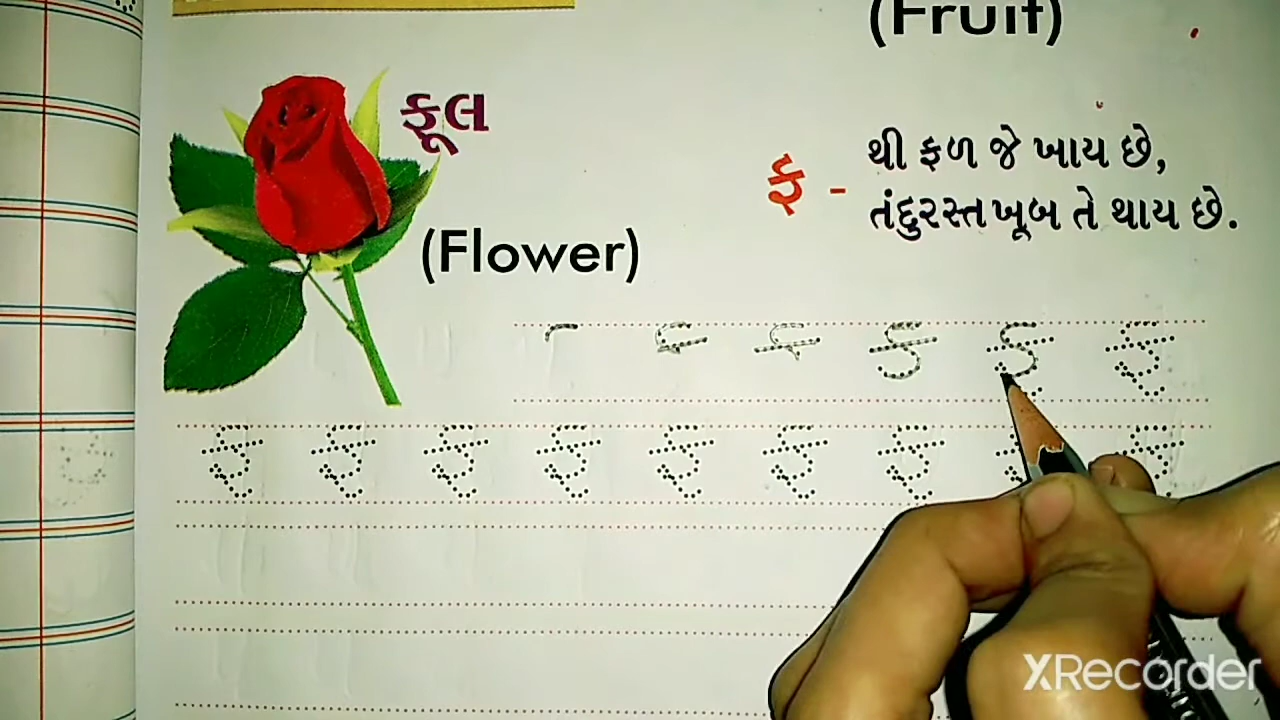 (Fruit)
ફૂલ
(Flower)
ફ - થી ફળ જે ખાય છે,
તંદુરસ્ત ખૂબ તે થાય છે.
ફ ફ ફ
ફ ફ ફ ફ ફ ફ ફ ફ ફ
XRecorder